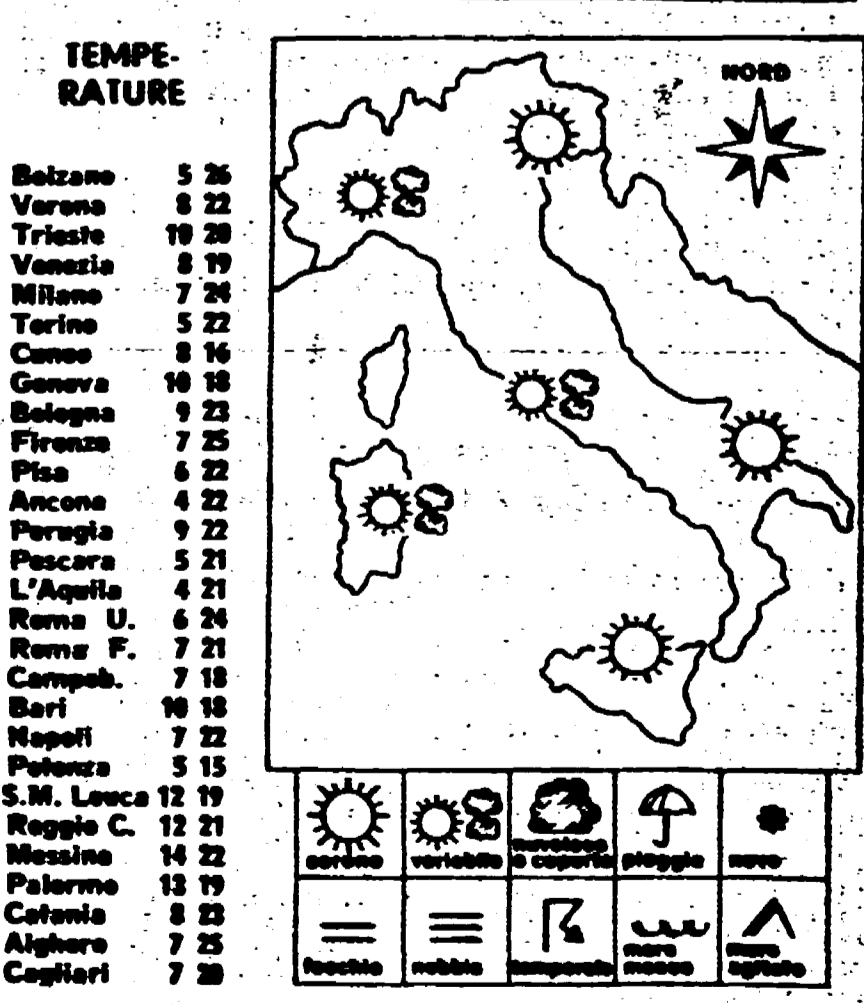 TEMPE-
RATURE
Bolzano 5 26
Verona 8 22
Trieste 10 20
Venezia 8 19
Milano 7 24
Torino 5 22
Cuneo 8 16
Genova 10 18
Bologna 9 23
Firenze 7 25
Pisa 6 22
Ancona 4 22
Perugia 9 22
Pescara 5 21
L'Aquila 4 21
Roma U. 6 24
Roma F. 7 21
Campob. 7 18
Bari 10 18
Napoli 7 22
Potenza 5 15
S.M. Leuca 12 19
Reggio C. 12 21
Messina 14 22
Palermo 13 19
Catania 8 23
Alghero 7 25
Cagliari 7 20
NORD
sereno
variabile
nuvoloso
o coperto
pioggia
neve
foschia
nebbia
temporale
mare
mosso
mare
agitato